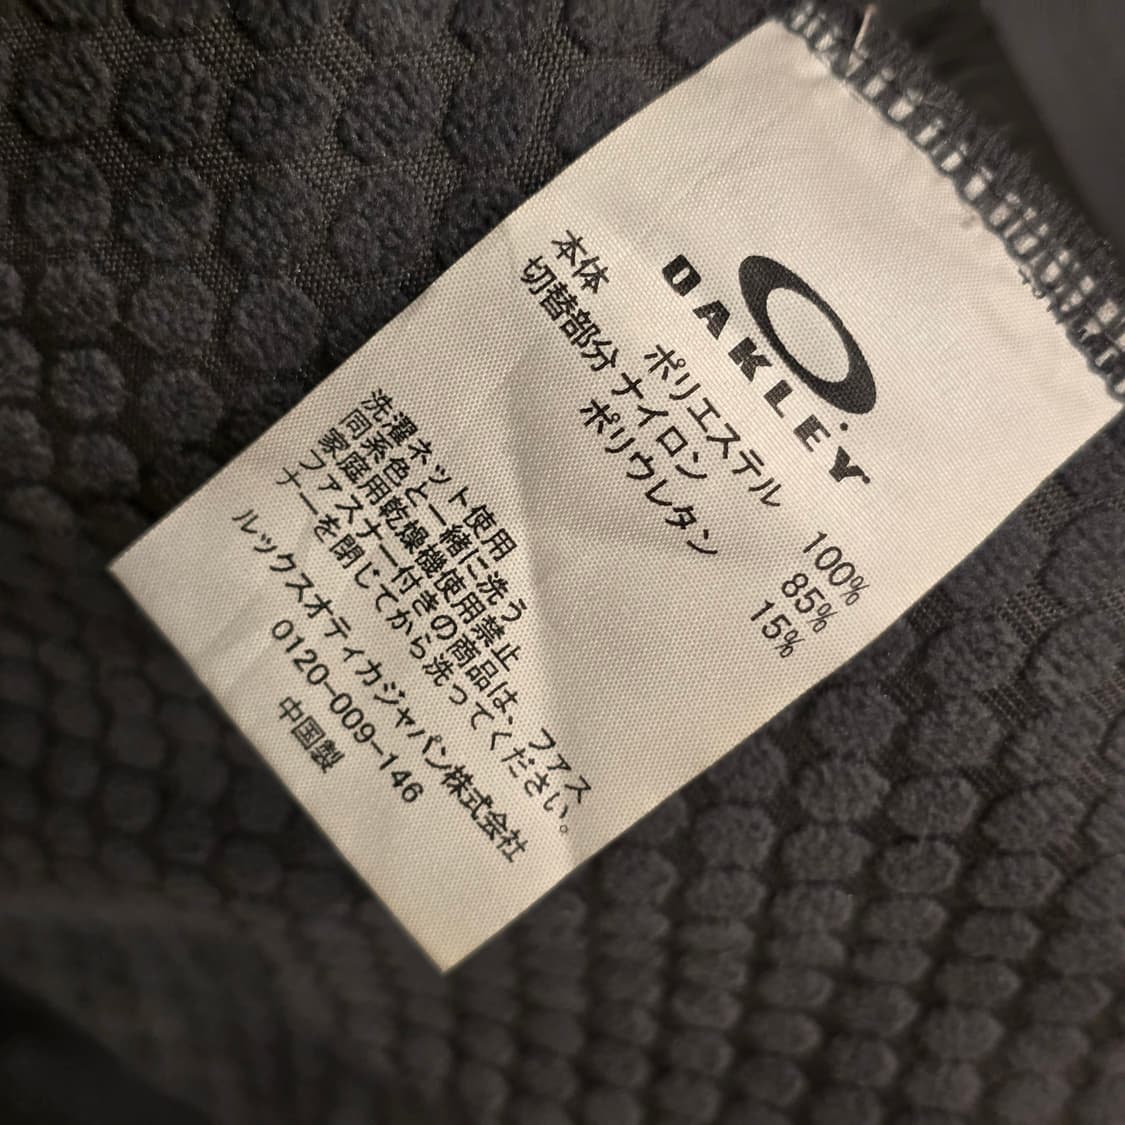 OAKLEY
本体 ポリエステル 100%
切替部分 ナイロン 85%
ポリウレタン 15%
洗濯ネット使用
同系色と一緒に洗う
家庭用乾燥機使用禁止
ファスナー付きの商品は、ファス
ナーを閉じてから洗ってください。
ルックスオティカジャパン株式会社
0120-009-146
中国製